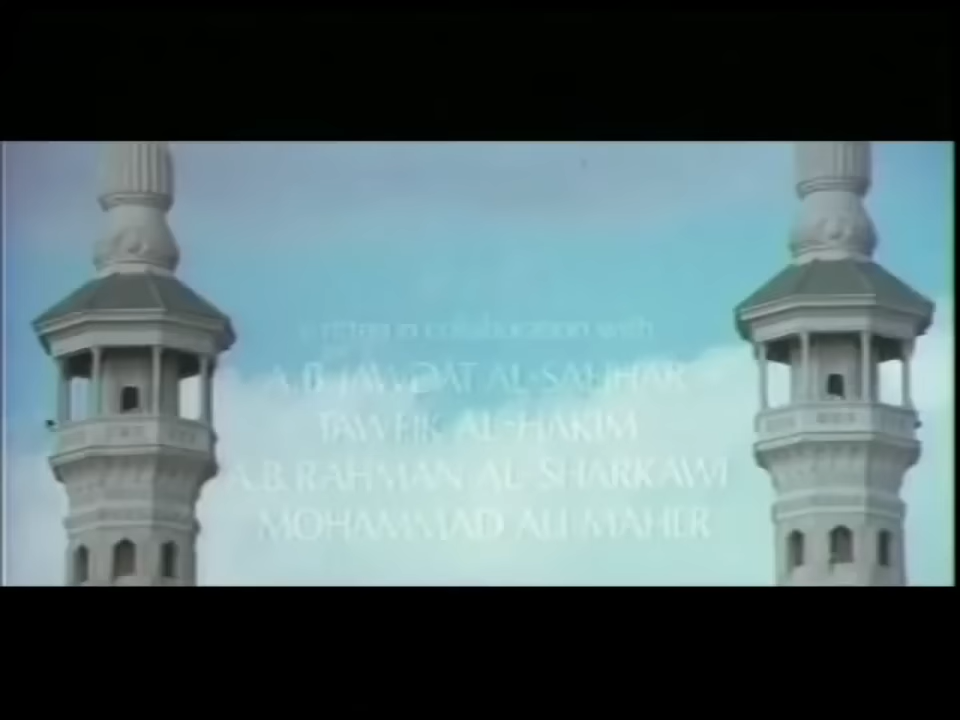 written in collaboration with
A.B. JAWDAT AL-SAHHAR
TAWFIK AL-HAKIM
A.B. RAHMAN AL-SHARKAWI
MOHAMMAD ALI MAHER